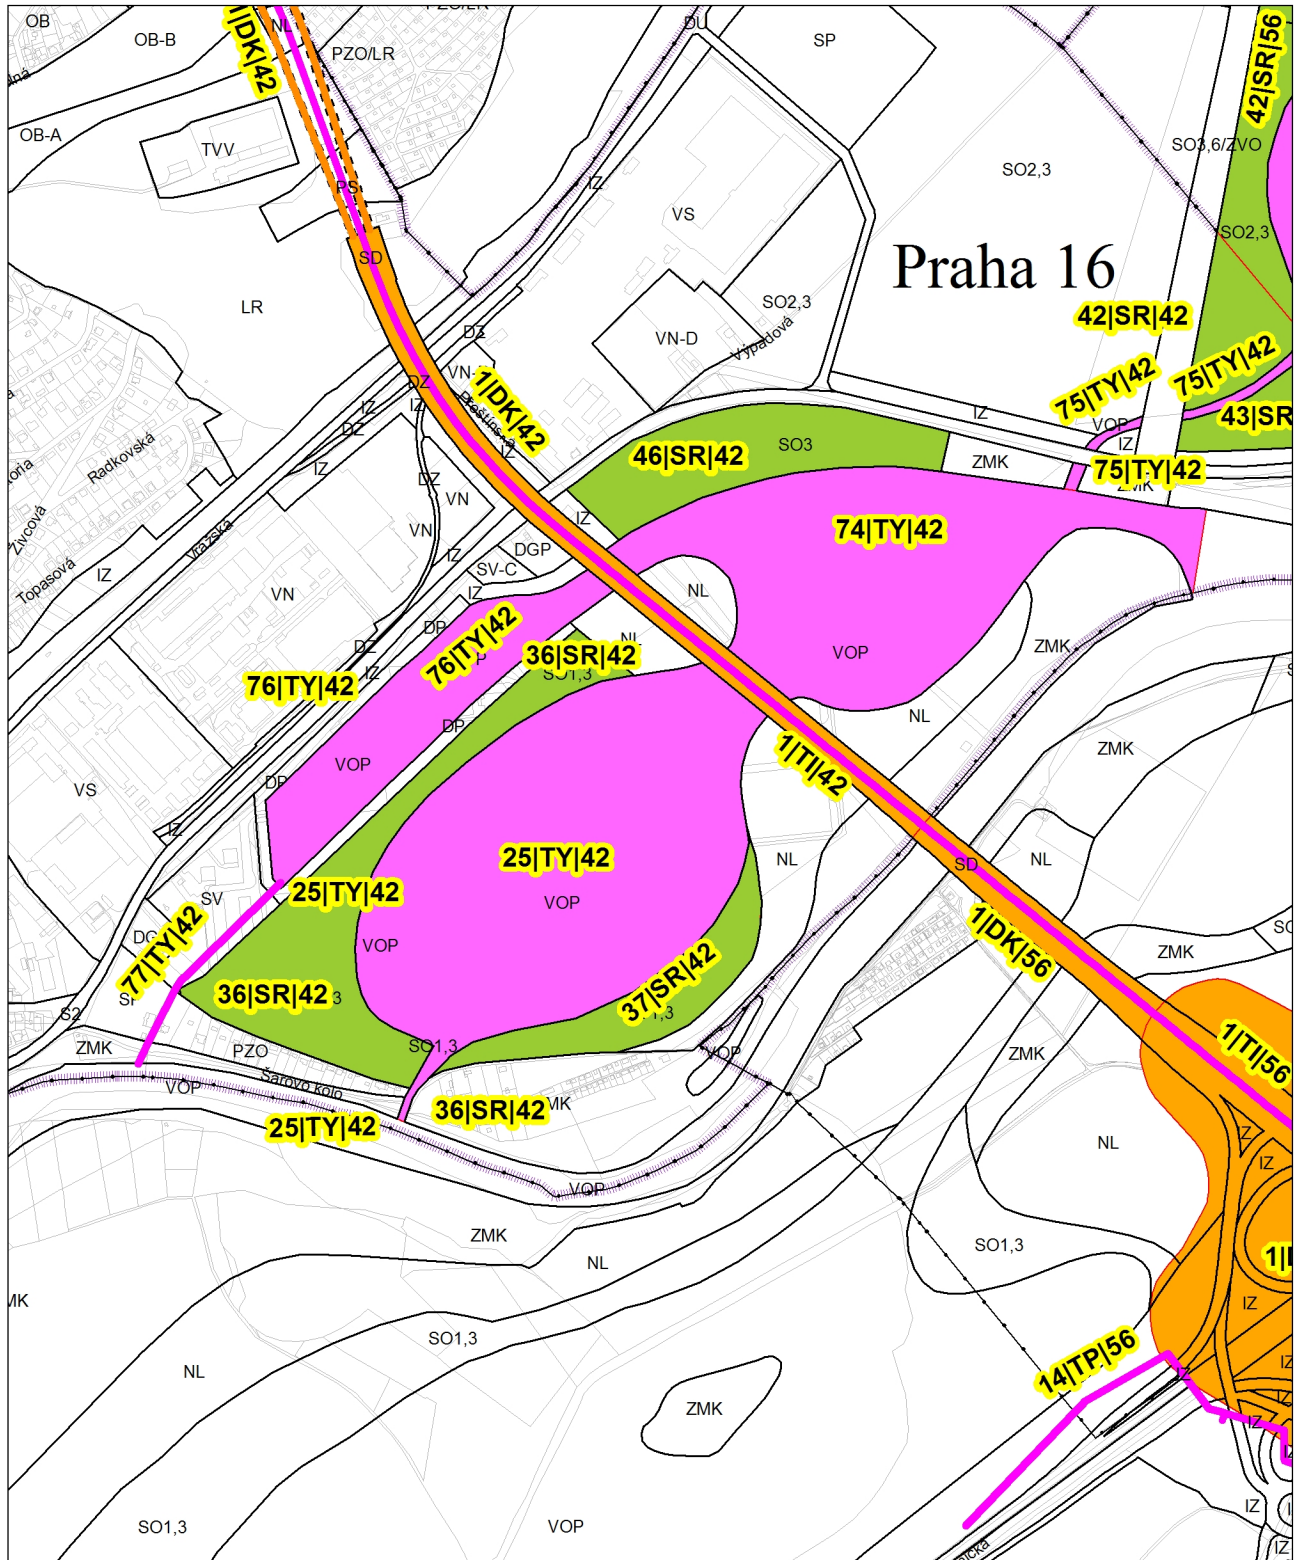 OB
OB-B
NL
PZO/LR
DU
SP
42|SR|56
OB-A
TVV
PS
IZ
VS
SO2,3
SO3,6/ZVO
SO2,3
SD
LR
Praha 16
SO2,3
DZ
VN-D
Výpadová
42|SR|42
75|TY|42
75|TY|42
DZ
1|DK|42
IZ
IZ
DZ
Radkovská
IZ
IZ
VOP
43|SR
46|SR|42
SO3
IZ
ZMK
75|TY|42
IZ
DZ
VN
Živcová
Vrážská
VN
IZ
DGP
74|TY|42
Topasová
IZ
IZ
SV-C
VN
IZ
NL
DP
76|TY|42
DZ
36|SR|42
SO1,3
VOP
ZMK
76|TY|42
IZ
NL
DP
VOP
1|TI|42
ZMK
VS
IZ
25|TY|42
NL
SD
NL
SV
25|TY|42
VOP
77|TY|42
VOP
1|DK|56
ZMK
36|SR|42
37|SR|42
S2
ZMK
PZO
SO1,3
VOP
ZMK
1|TI|56
Šárovo kolo
VOP
36|SR|42
25|TY|42
NL
IZ
VOP
ZMK
SO1,3
NL
IZ
SO1,3
NL
14|TP|56
IZ
ZMK
IZ
SO1,3
VOP
IZ
IZ